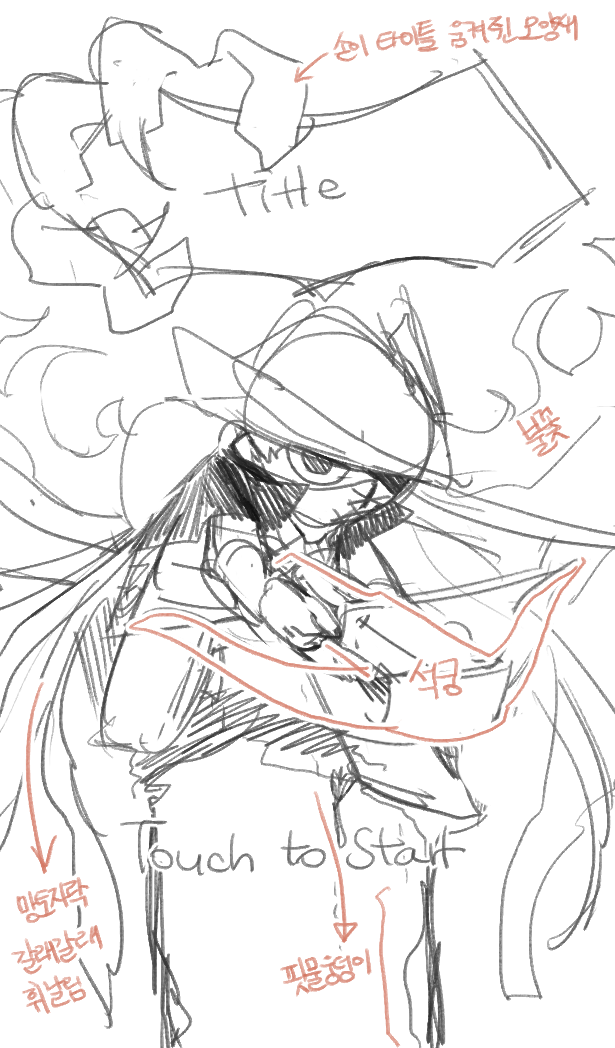 손이 타이틀 움켜쥔 모양새
title
불꽃
석궁
Touch to Start
망토자락
갈래갈래
휘날림
핏물웅덩이